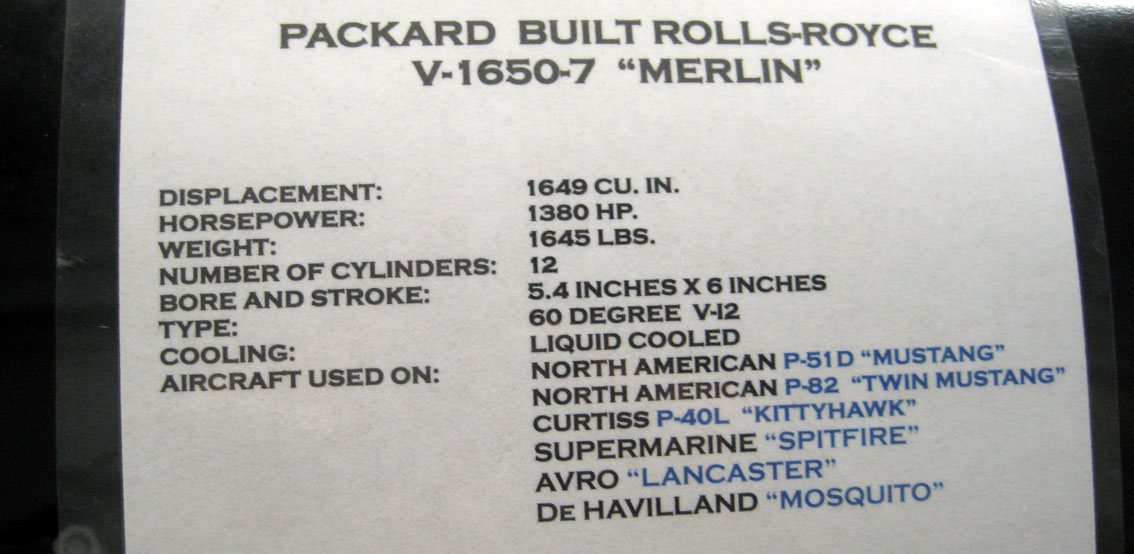 PACKARD BUILT ROLLS-ROYCE
V-1650-7 “MERLIN”
DISPLACEMENT: 1649 CU. IN.
HORSEPOWER: 1380 HP.
WEIGHT: 1645 LBS.
NUMBER OF CYLINDERS: 12
BORE AND STROKE: 5.4 INCHES X 6 INCHES
TYPE: 60 DEGREE V-12
COOLING: LIQUID COOLED
AIRCRAFT USED ON: NORTH AMERICAN P-51D “MUSTANG”
NORTH AMERICAN P-82 “TWIN MUSTANG”
CURTISS P-40L “KITTYHAWK”
SUPERMARINE “SPITFIRE”
AVRO “LANCASTER”
De HAVILLAND “MOSQUITO”